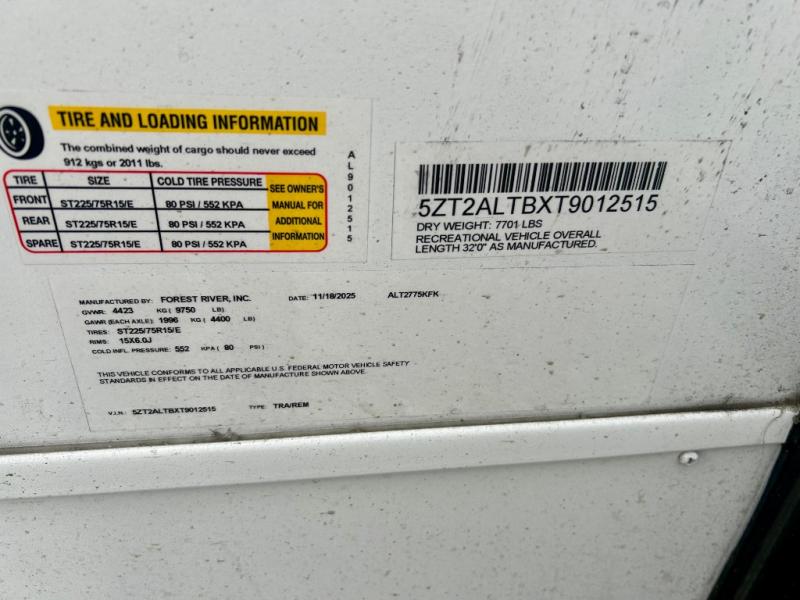 TIRE AND LOADING INFORMATION
The combined weight of cargo should never exceed
912 kgs or 2011 lbs.
TIRE SIZE COLD TIRE PRESSURE SEE OWNER'S MANUAL FOR ADDITIONAL INFORMATION
FRONT ST225/75R15/E 80 PSI / 552 KPA
REAR ST225/75R15/E 80 PSI / 552 KPA
SPARE ST225/75R15/E 80 PSI / 552 KPA
AL9012515
5ZT2ALTBXT9012515
DRY WEIGHT: 7701 LBS
RECREATIONAL VEHICLE OVERALL
LENGTH 32'0" AS MANUFACTURED.
MANUFACTURED BY: FOREST RIVER, INC. DATE: 11/18/2025 ALT2775KFK
GVWR: 4423 KG ( 9750 LB)
GAWR (EACH AXLE): 1996 KG ( 4400 LB)
TIRES: ST225/75R15/E
RIMS: 15X6.0J
COLD INFL. PRESSURE: 552 KPA ( 80 PSI )
THIS VEHICLE CONFORMS TO ALL APPLICABLE U.S. FEDERAL MOTOR VEHICLE SAFETY
STANDARDS IN EFFECT ON THE DATE OF MANUFACTURE SHOWN ABOVE.
V.I.N.: 5ZT2ALTBXT9012515 TYPE: TRA/REM